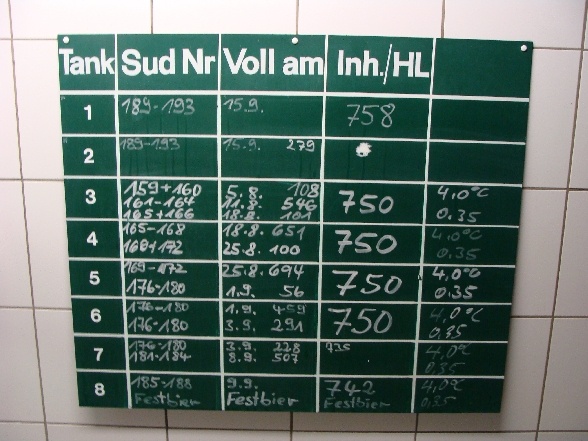 Tank Sud Nr Voll am Inh./HL
1 189-193 15.9. 758
2 189-193 15.9. 279
3 159+160 5.8. 108 750 4,0°C
161-164 11.8. 546
165+166 18.8. 101 0,35
4 165-168 18.8. 651 750 4,0°C
168+172 25.8. 100 0,35
5 169-172 25.8. 694 750 4,0°C
176-180 1.9. 56 0.35
6 176-180 1.9. 459 750 4,0°C
176-180 3.9. 291 0,35
7 176-180 3.9. 228 735 4,0°C
181-184 8.9. 507 0,35
8 185-188 9.9. 742 4,0°C
Festbier Festbier Festbier 0,35